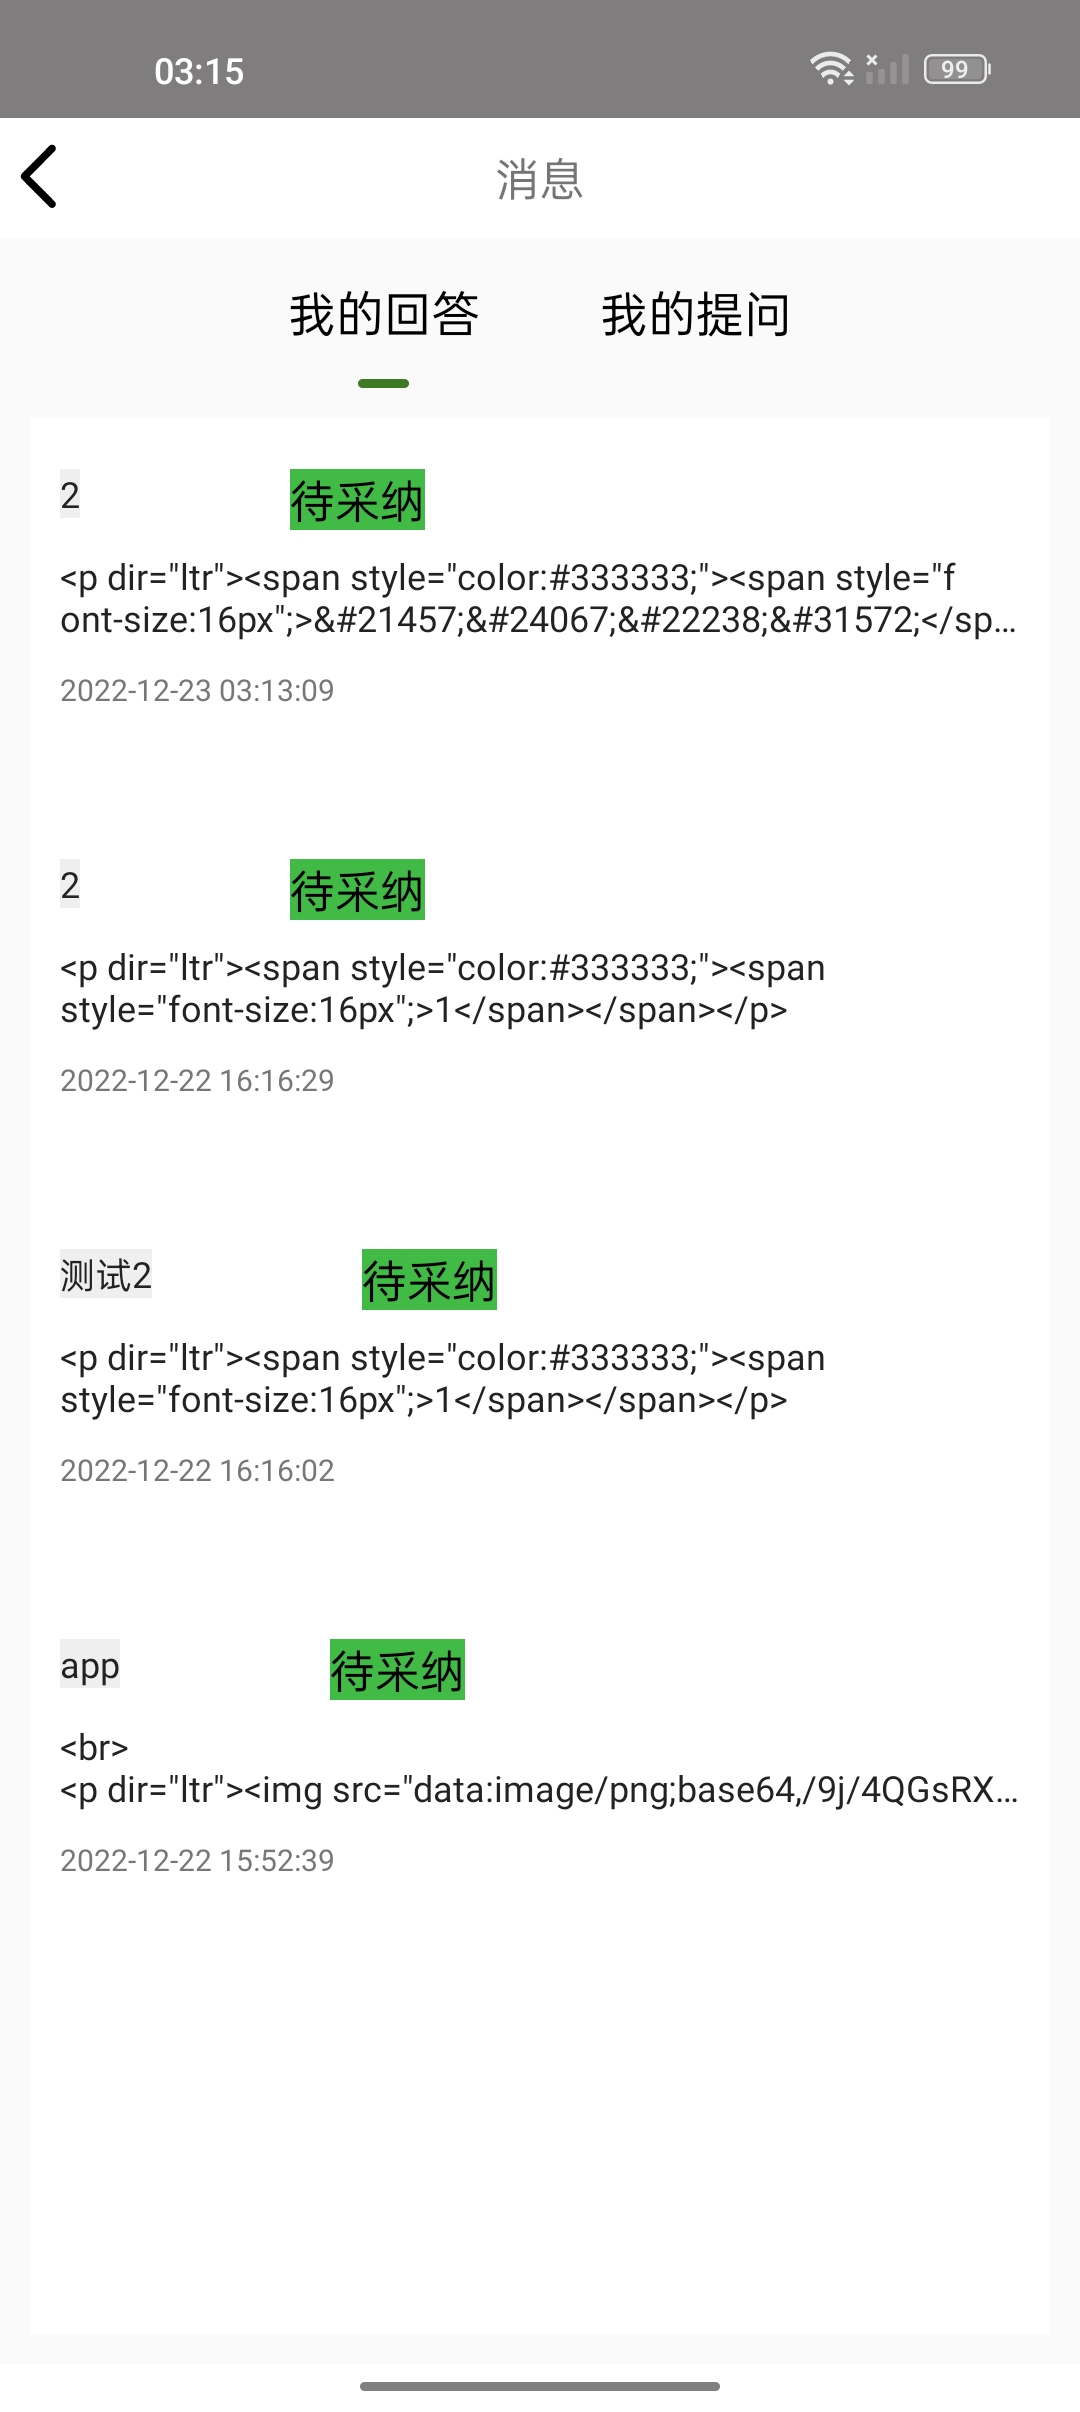 03:15
99
消息
我的回答 我的提问
2 待采纳
<p dir="ltr"><span style="color:#333333;"><span style="f
ont-size:16px";>&#21457;&#24067;&#22238;&#31572;</sp...
2022-12-23 03:13:09
2 待采纳
<p dir="ltr"><span style="color:#333333;"><span
style="font-size:16px";>1</span></span></p>
2022-12-22 16:16:29
测试2 待采纳
<p dir="ltr"><span style="color:#333333;"><span
style="font-size:16px";>1</span></span></p>
2022-12-22 16:16:02
app 待采纳
<br>
<p dir="ltr"><img src="data:image/png;base64,/9j/4QGsRX...
2022-12-22 15:52:39